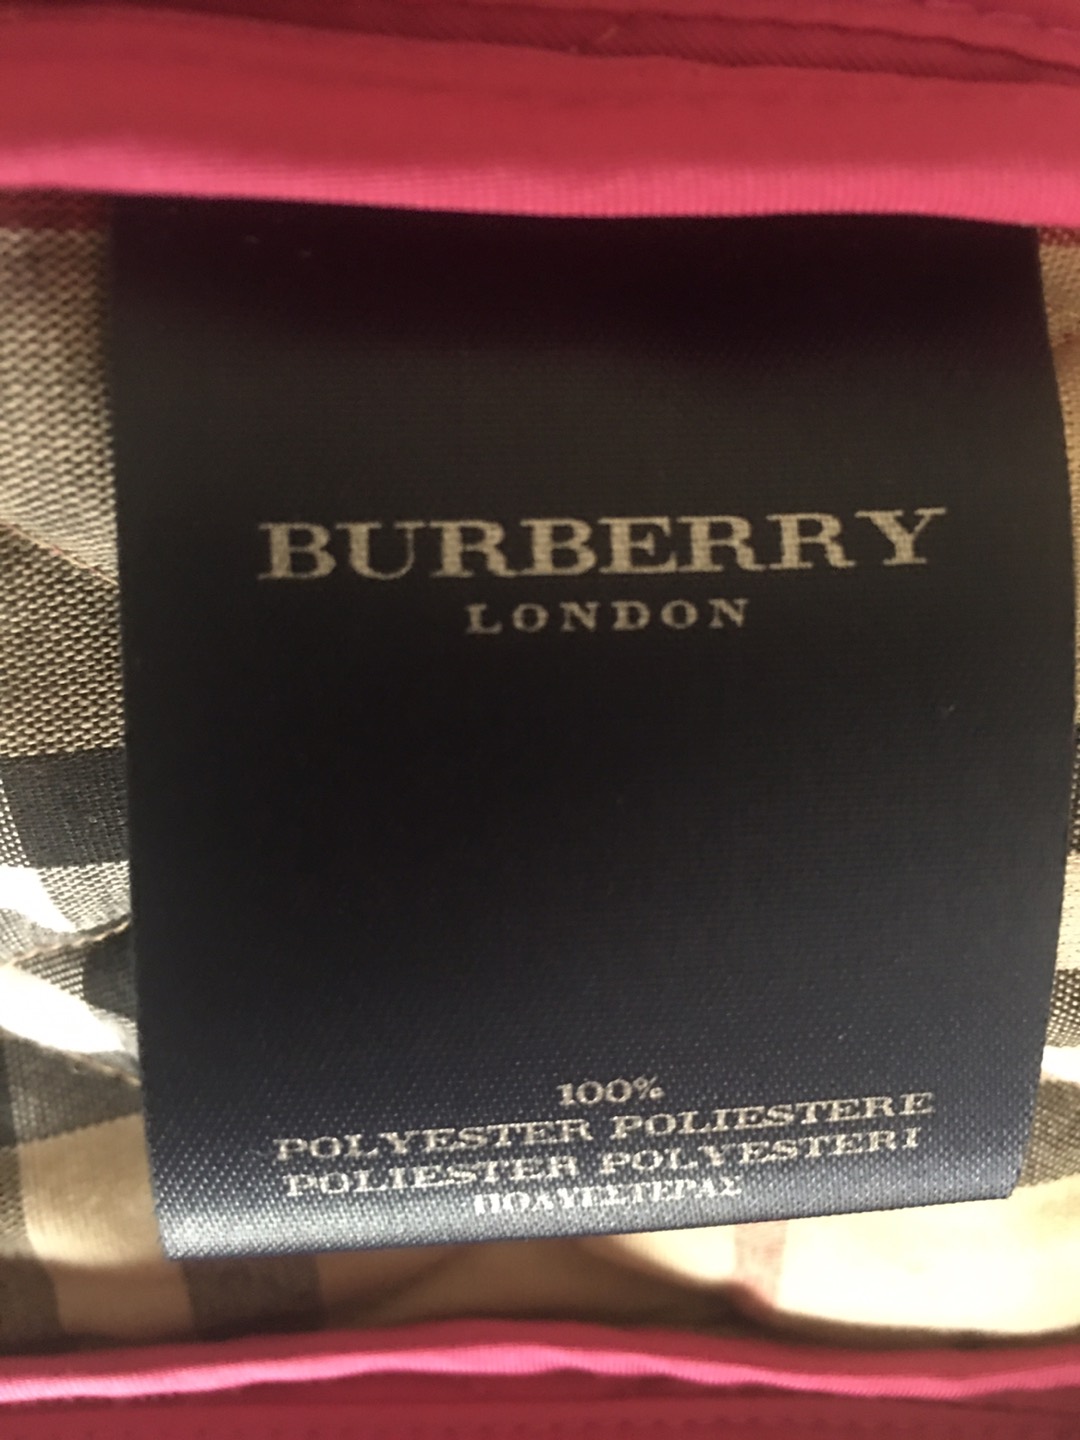 BURBERRY
LONDON
100%
POLYESTER POLIESTERE
POLIESTER POLYESTERI
ΠΟΛΥΕΣΤΕΡΑΣ